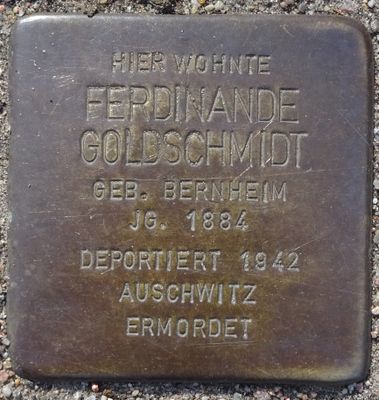 HIER WOHNTE
FERDINANDE
GOLDSCHMIDT
GEB. BERNHEIM
JG. 1884
DEPORTIERT 1942
AUSCHWITZ
ERMORDET